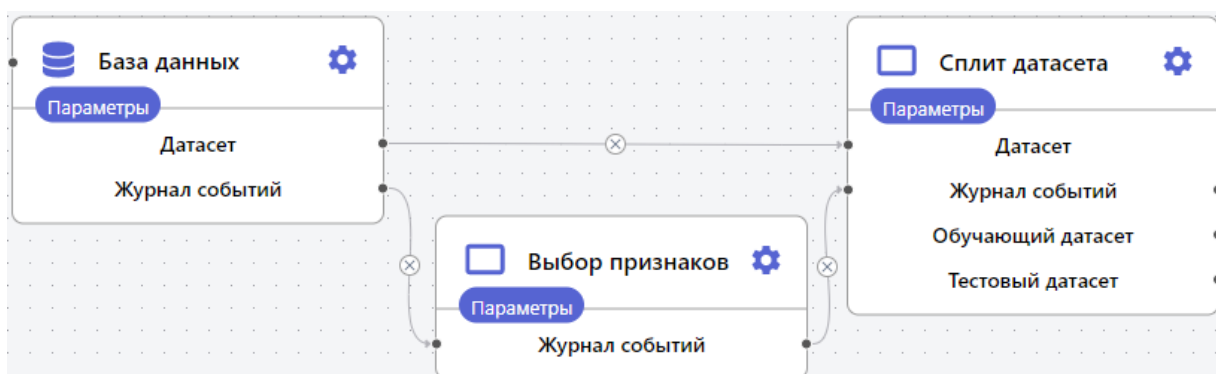 База данных
Параметры
Датасет
Журнал событий
Выбор признаков
Параметры
Журнал событий
Сплит датасета
Параметры
Датасет
Журнал событий
Обучающий датасет
Тестовый датасет